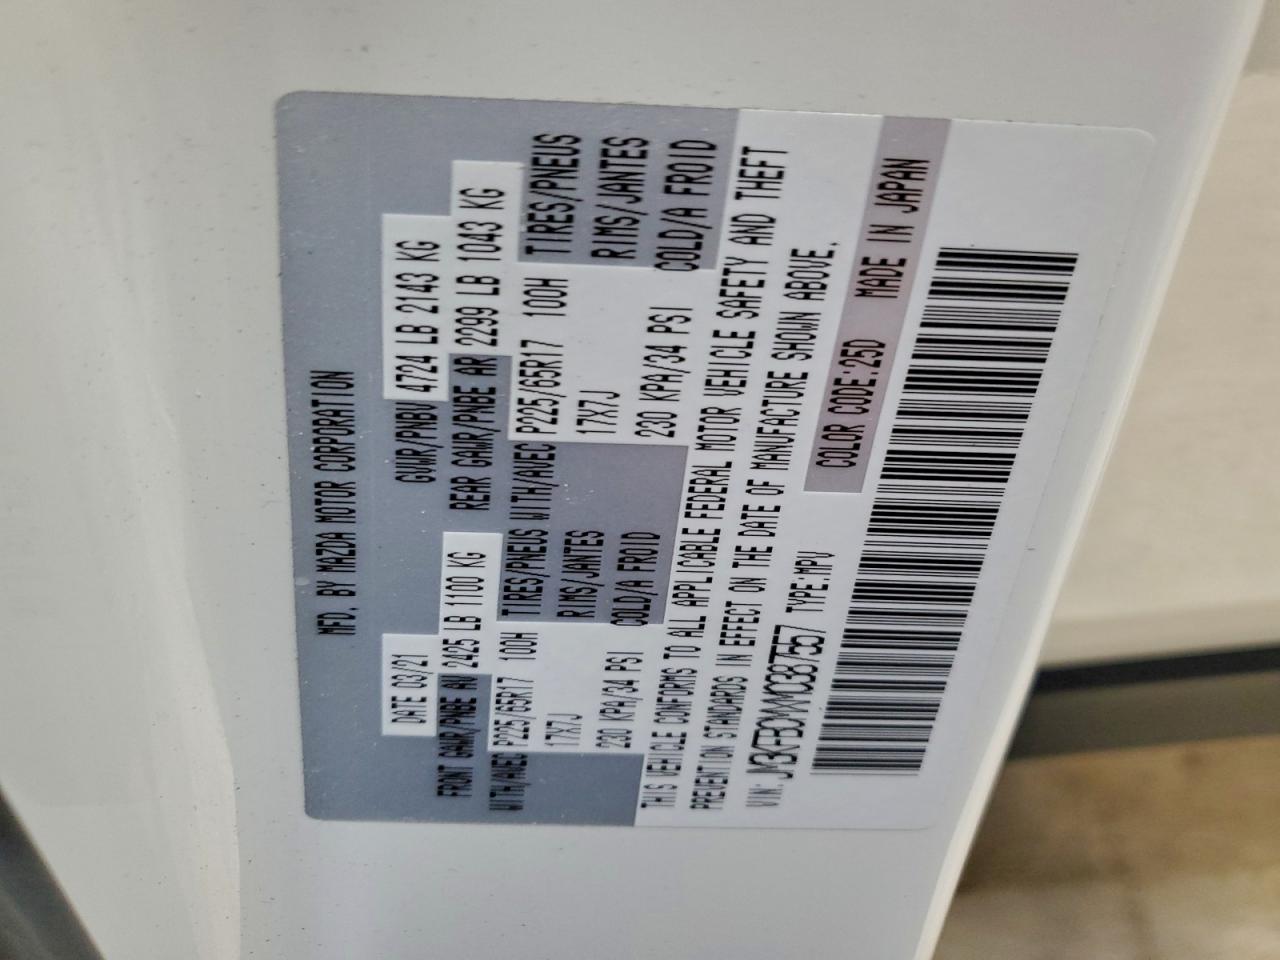 MFD. BY MAZDA MOTOR CORPORATION
DATE 03/21 GVWR/PNBV 4724 LB 2143 KG
FRONT GAWR/PNBE AV 2425 LB 1100 KG REAR GAWR/PNBE AR 2299 LB 1043 KG
WITH/AVEC P225/65R17 100H TIRES/PNEUS WITH/AVEC P225/65R17 100H TIRES/PNEUS
17X7J RIMS/JANTES 17X7J RIMS/JANTES
230 KPA/34 PSI COLD/A FROID 230 KPA/34 PSI COLD/A FROID
THIS VEHICLE CONFORMS TO ALL APPLICABLE FEDERAL MOTOR VEHICLE SAFETY AND THEFT
PREVENTION STANDARDS IN EFFECT ON THE DATE OF MANUFACTURE SHOWN ABOVE.
VIN: JM3KFBCMXM0387557 TYPE:MPV COLOR CODE:25D MADE IN JAPAN